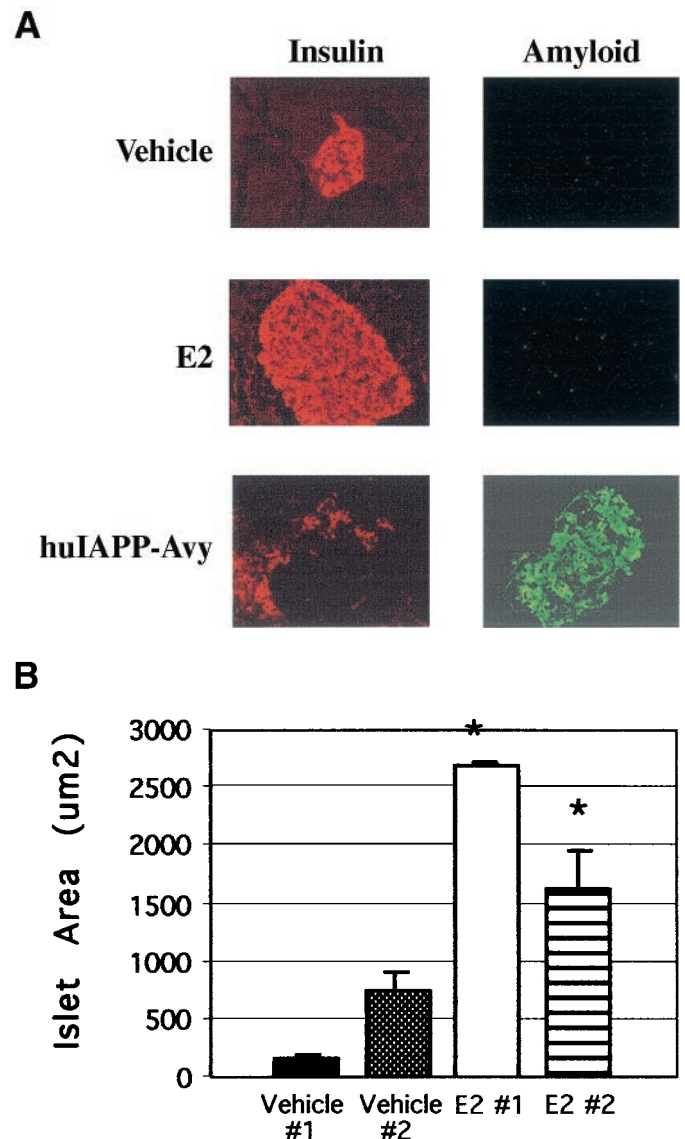 A
Insulin Amyloid
Vehicle
E2
huIAPP-Avy
B
Islet Area (um2)
3000
2500
2000
1500
1000
500
0
*
*
Vehicle #1
Vehicle #2
E2 #1
E2 #2